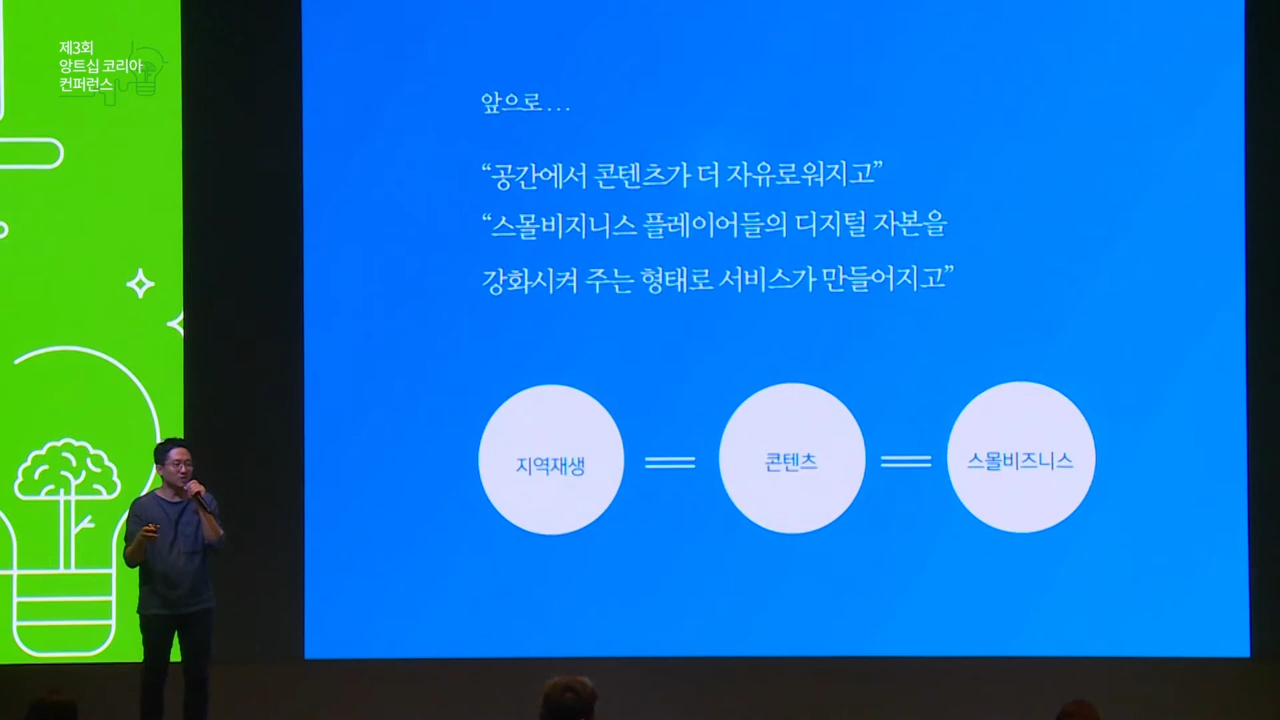 제3회
앙트십 코리아
컨퍼런스
앞으로...
“공간에서 콘텐츠가 더 자유로워지고”
“스몰비지니스 플레이어들의 디지털 자본을
강화시켜 주는 형태로 서비스가 만들어지고”
지역재생
콘텐츠
스몰비즈니스